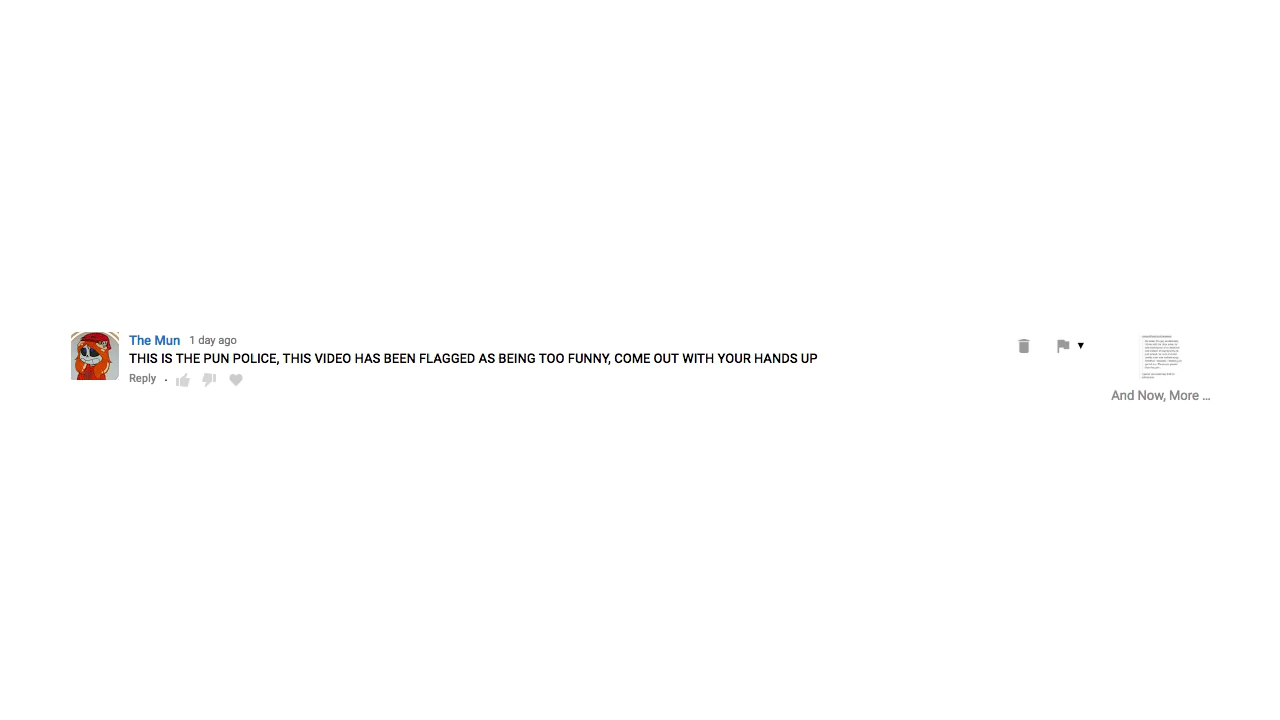 The Mun 1 day ago
THIS IS THE PUN POLICE, THIS VIDEO HAS BEEN FLAGGED AS BEING TOO FUNNY, COME OUT WITH YOUR HANDS UP
Reply ·
And Now, More ...